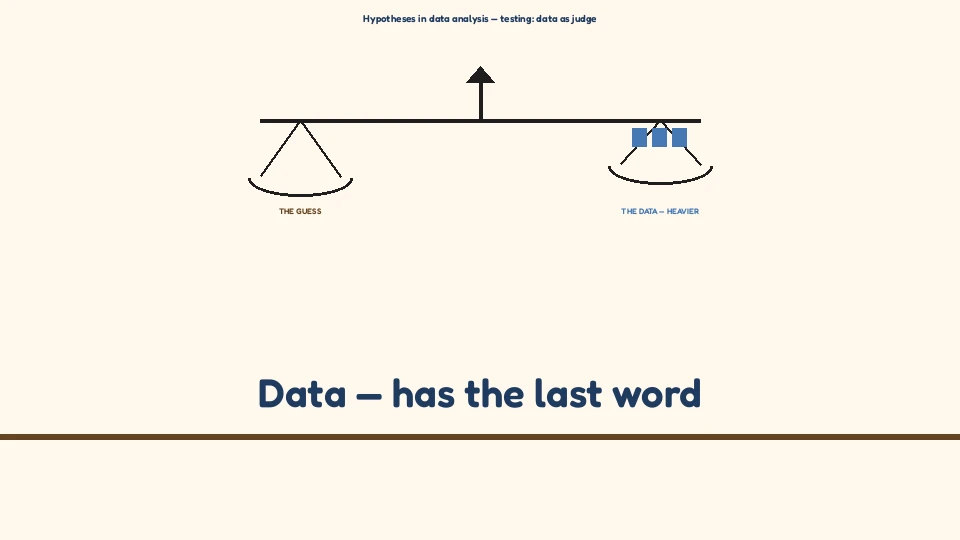 Hypotheses in data analysis — testing: data as judge
THE GUESS
THE DATA — HEAVIER
Data — has the last word